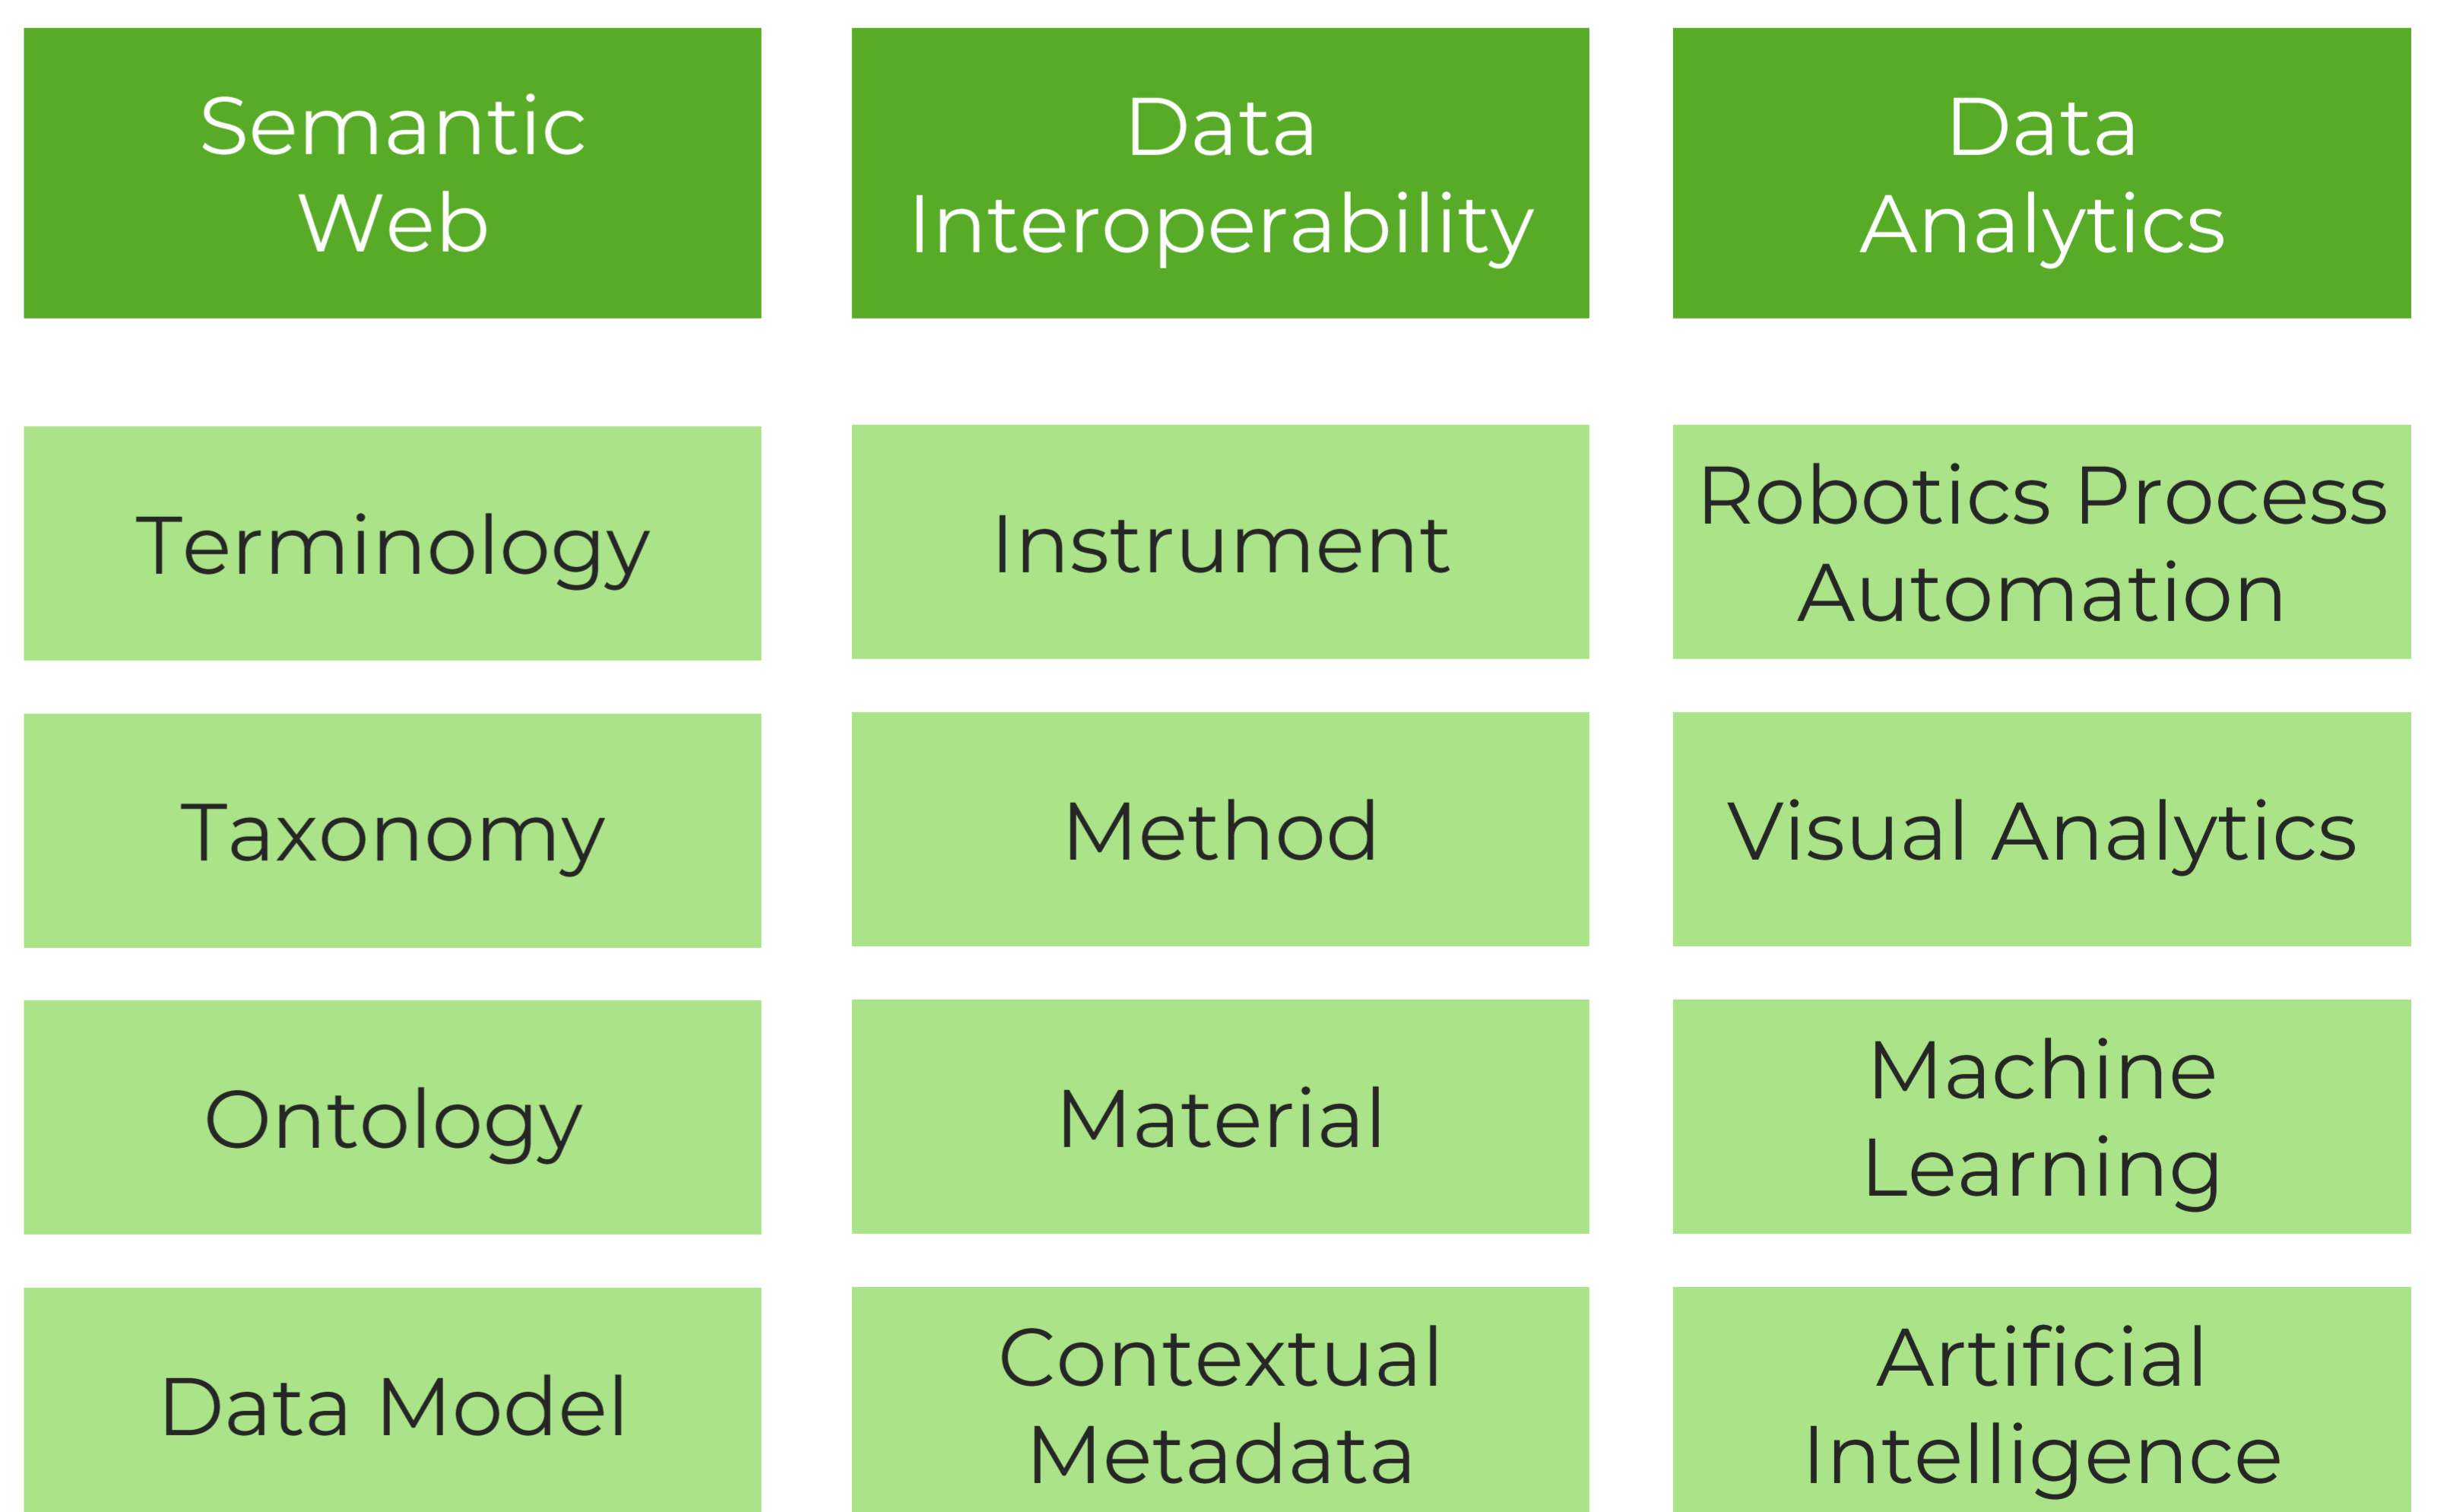 Semantic
Web
Data
Interoperability
Data
Analytics
Terminology
Instrument
Robotics Process
Automation
Taxonomy
Method
Visual Analytics
Ontology
Material
Machine
Learning
Data Model
Contextual
Metadata
Artificial
Intelligence